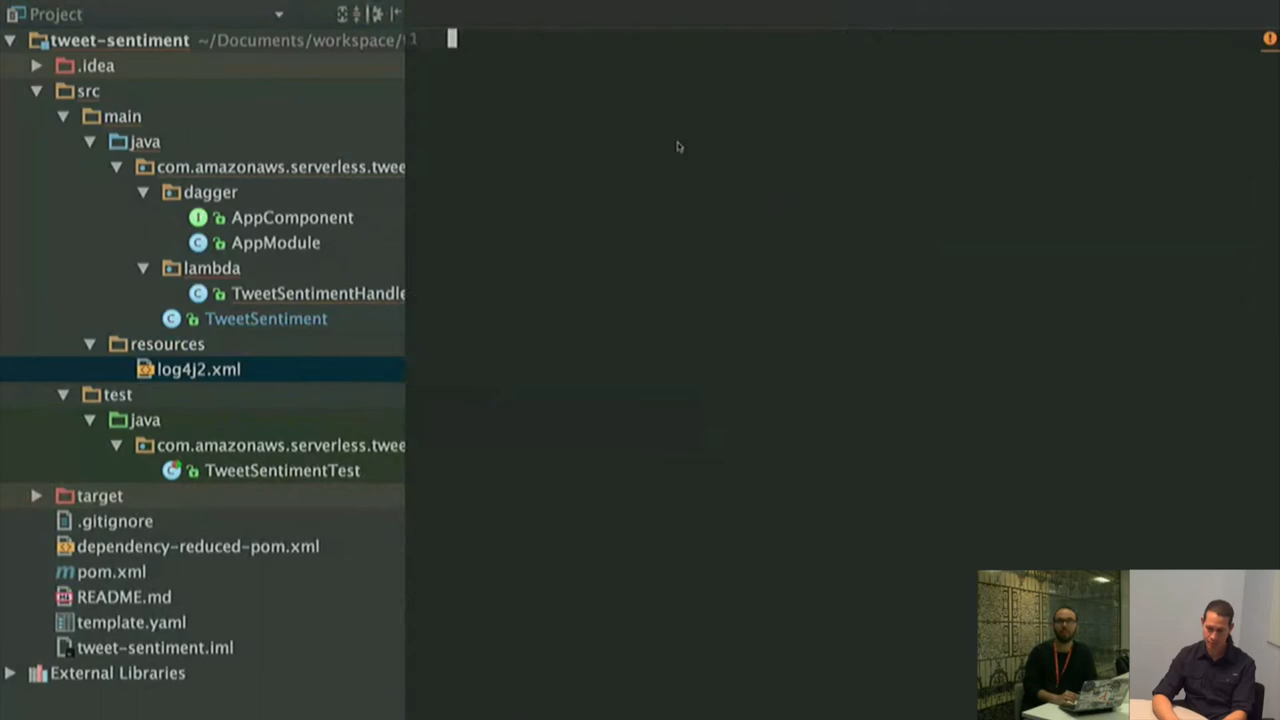 Project
tweet-sentiment ~/Documents/workspace/
1
.idea
src
main
java
com.amazonaws.serverless.twee
dagger
I AppComponent
C AppModule
lambda
C TweetSentimentHandle
C TweetSentiment
resources
log4j2.xml
test
java
com.amazonaws.serverless.twee
C TweetSentimentTest
target
.gitignore
dependency-reduced-pom.xml
m pom.xml
README.md
template.yaml
tweet-sentiment.iml
External Libraries